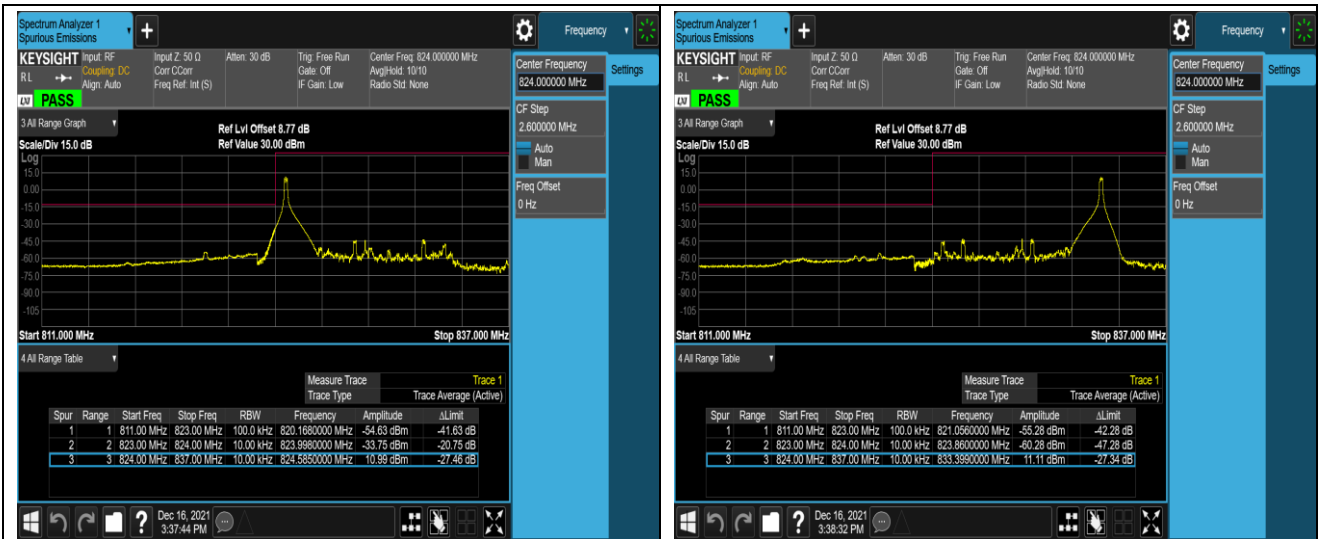 Spectrum Analyzer 1
Spurious Emissions
+
Frequency
KEYSIGHT Input: RF Input Z: 50 Ω Atten: 30 dB Trig: Free Run Center Freq: 824.000000 MHz
Coupling: DC Corr CCorr Gate: Off Avg|Hold: 10/10
R L Align: Auto Freq Ref: Int (S) IF Gain: Low Radio Std: None
LXI PASS
Center Frequency
824.000000 MHz
Settings
CF Step
2.600000 MHz
Auto
Man
Freq Offset
0 Hz
3 All Range Graph
Ref Lvl Offset 8.77 dB
Scale/Div 15.0 dB Ref Value 30.00 dBm
Log
15.0
0.00
-15.0
-30.0
-45.0
-60.0
-75.0
-90.0
-105
Start 811.000 MHz Stop 837.000 MHz
4 All Range Table
Measure Trace Trace 1
Trace Type Trace Average (Active)
Spur Range Start Freq Stop Freq RBW Frequency Amplitude ΔLimit
1 1 811.00 MHz 823.00 MHz 100.0 kHz 820.1680000 MHz -54.63 dBm -41.63 dB
2 2 823.00 MHz 824.00 MHz 10.00 kHz 823.9980000 MHz -33.75 dBm -20.75 dB
3 3 824.00 MHz 837.00 MHz 10.00 kHz 824.5850000 MHz 10.99 dBm -27.46 dB
?
Dec 16, 2021
3:37:44 PM
Spectrum Analyzer 1
Spurious Emissions
+
Frequency
KEYSIGHT Input: RF Input Z: 50 Ω Atten: 30 dB Trig: Free Run Center Freq: 824.000000 MHz
Coupling: DC Corr CCorr Gate: Off Avg|Hold: 10/10
R L Align: Auto Freq Ref: Int (S) IF Gain: Low Radio Std: None
LXI PASS
Center Frequency
824.000000 MHz
Settings
CF Step
2.600000 MHz
Auto
Man
Freq Offset
0 Hz
3 All Range Graph
Ref Lvl Offset 8.77 dB
Scale/Div 15.0 dB Ref Value 30.00 dBm
Log
15.0
0.00
-15.0
-30.0
-45.0
-60.0
-75.0
-90.0
-105
Start 811.000 MHz Stop 837.000 MHz
4 All Range Table
Measure Trace Trace 1
Trace Type Trace Average (Active)
Spur Range Start Freq Stop Freq RBW Frequency Amplitude ΔLimit
1 1 811.00 MHz 823.00 MHz 100.0 kHz 821.0560000 MHz -55.28 dBm -42.28 dB
2 2 823.00 MHz 824.00 MHz 10.00 kHz 823.8600000 MHz -60.28 dBm -47.28 dB
3 3 824.00 MHz 837.00 MHz 10.00 kHz 833.3990000 MHz 11.11 dBm -27.34 dB
?
Dec 16, 2021
3:38:32 PM